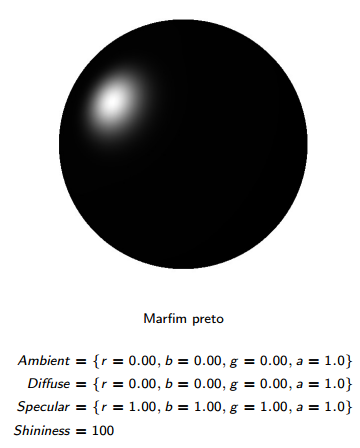 Marfim preto
Ambient = {r = 0.00, b = 0.00, g = 0.00, a = 1.0}
Diffuse = {r = 0.00, b = 0.00, g = 0.00, a = 1.0}
Specular = {r = 1.00, b = 1.00, g = 1.00, a = 1.0}
Shininess = 100